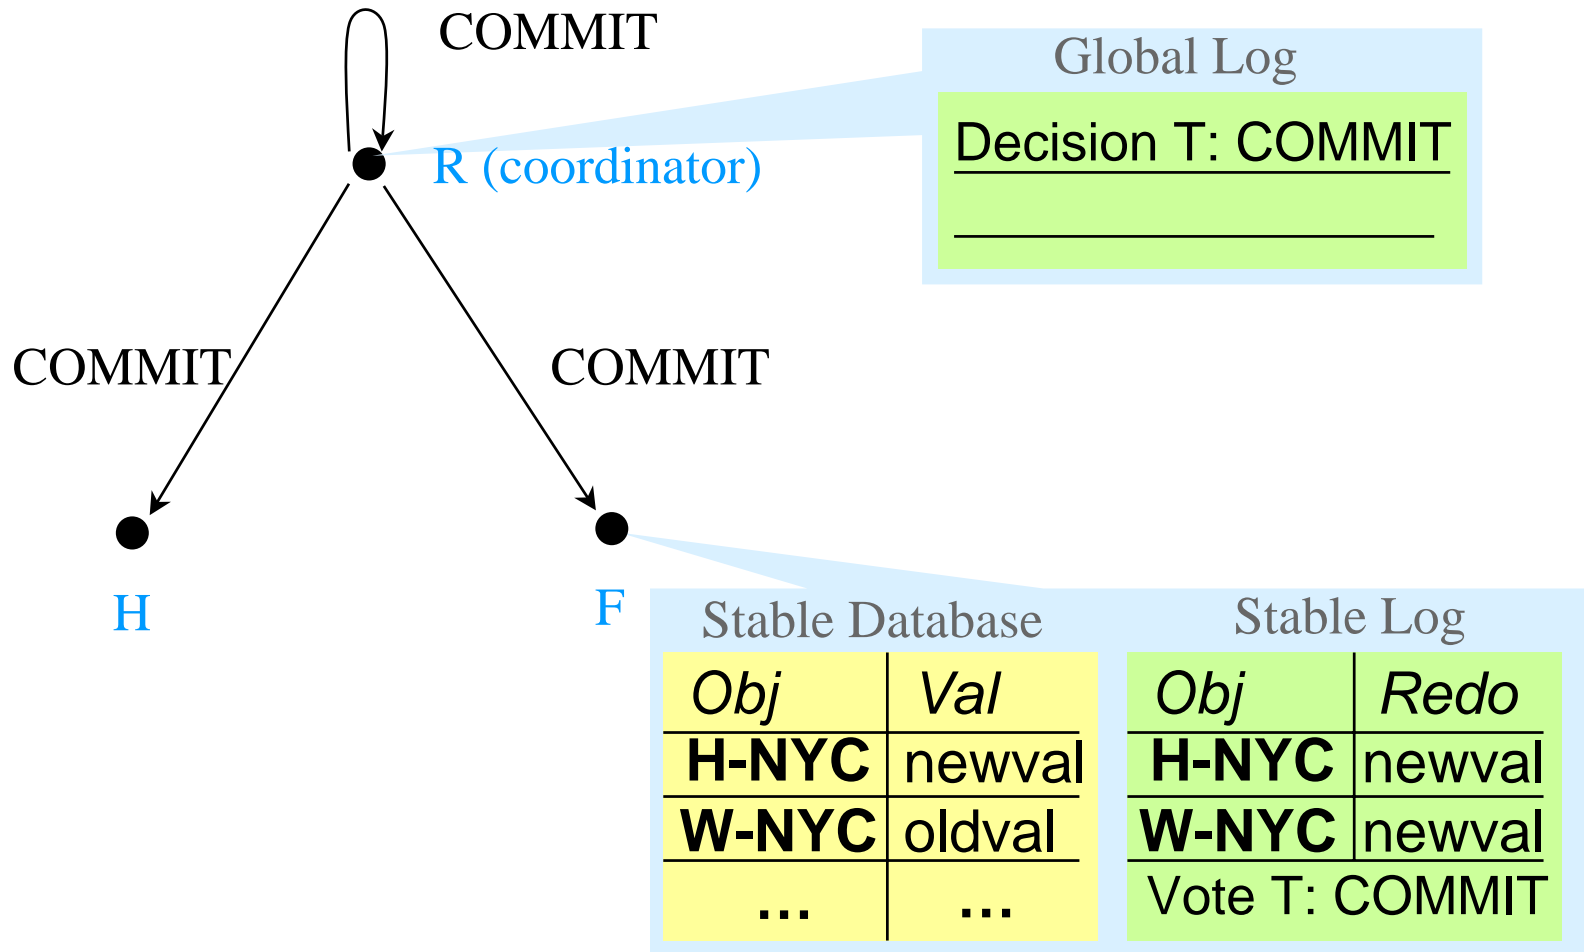 COMMIT
Global Log
Decision T: COMMIT
R (coordinator)
COMMIT
COMMIT
H
F
Stable Database
Stable Log
Obj Val
Obj Redo
H-NYC newval
H-NYC newval
W-NYC oldval
W-NYC newval
... ...
Vote T: COMMIT